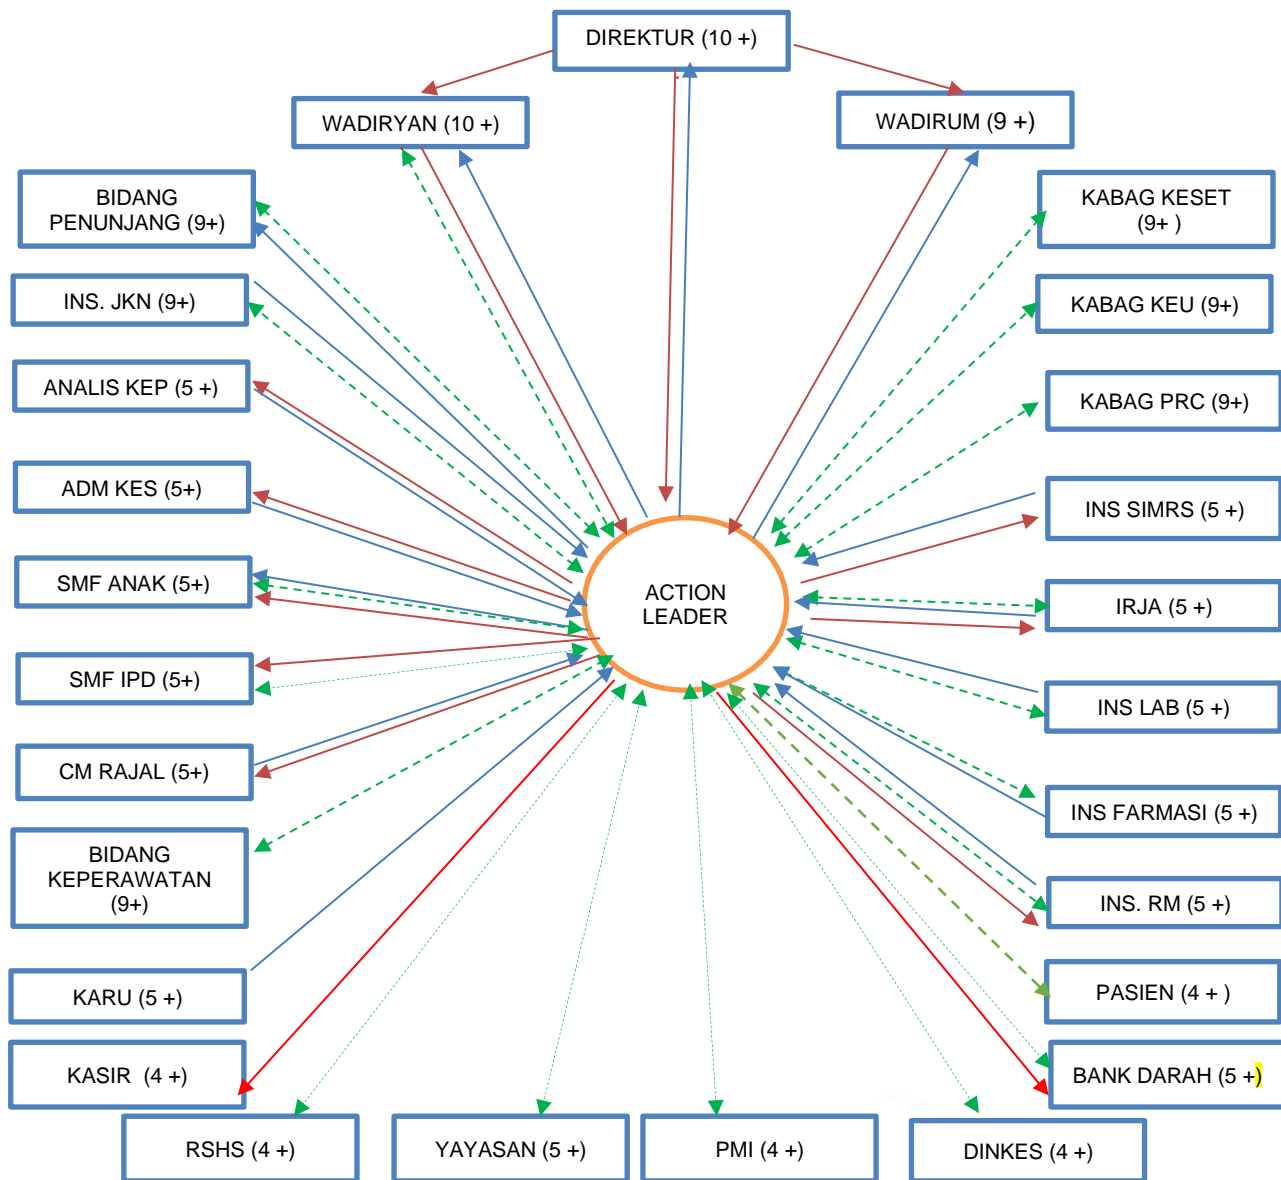 DIREKTUR (10 +)
WADIRYAN (10 +)
WADIRUM (9 +)
BIDANG
PENUNJANG (9+)
KABAG KESET
(9+ )
INS. JKN (9+)
KABAG KEU (9+)
ANALIS KEP (5 +)
KABAG PRC (9+)
ADM KES (5+)
INS SIMRS (5 +)
SMF ANAK (5+)
ACTION
LEADER
IRJA (5 +)
SMF IPD (5+)
INS LAB (5 +)
CM RAJAL (5+)
INS FARMASI (5 +)
BIDANG
KEPERAWATAN
(9+)
INS. RM (5 +)
KARU (5 +)
PASIEN (4 + )
KASIR  (4 +)
BANK DARAH (5 +)
RSHS (4 +)
YAYASAN (5 +)
PMI (4 +)
DINKES (4 +)